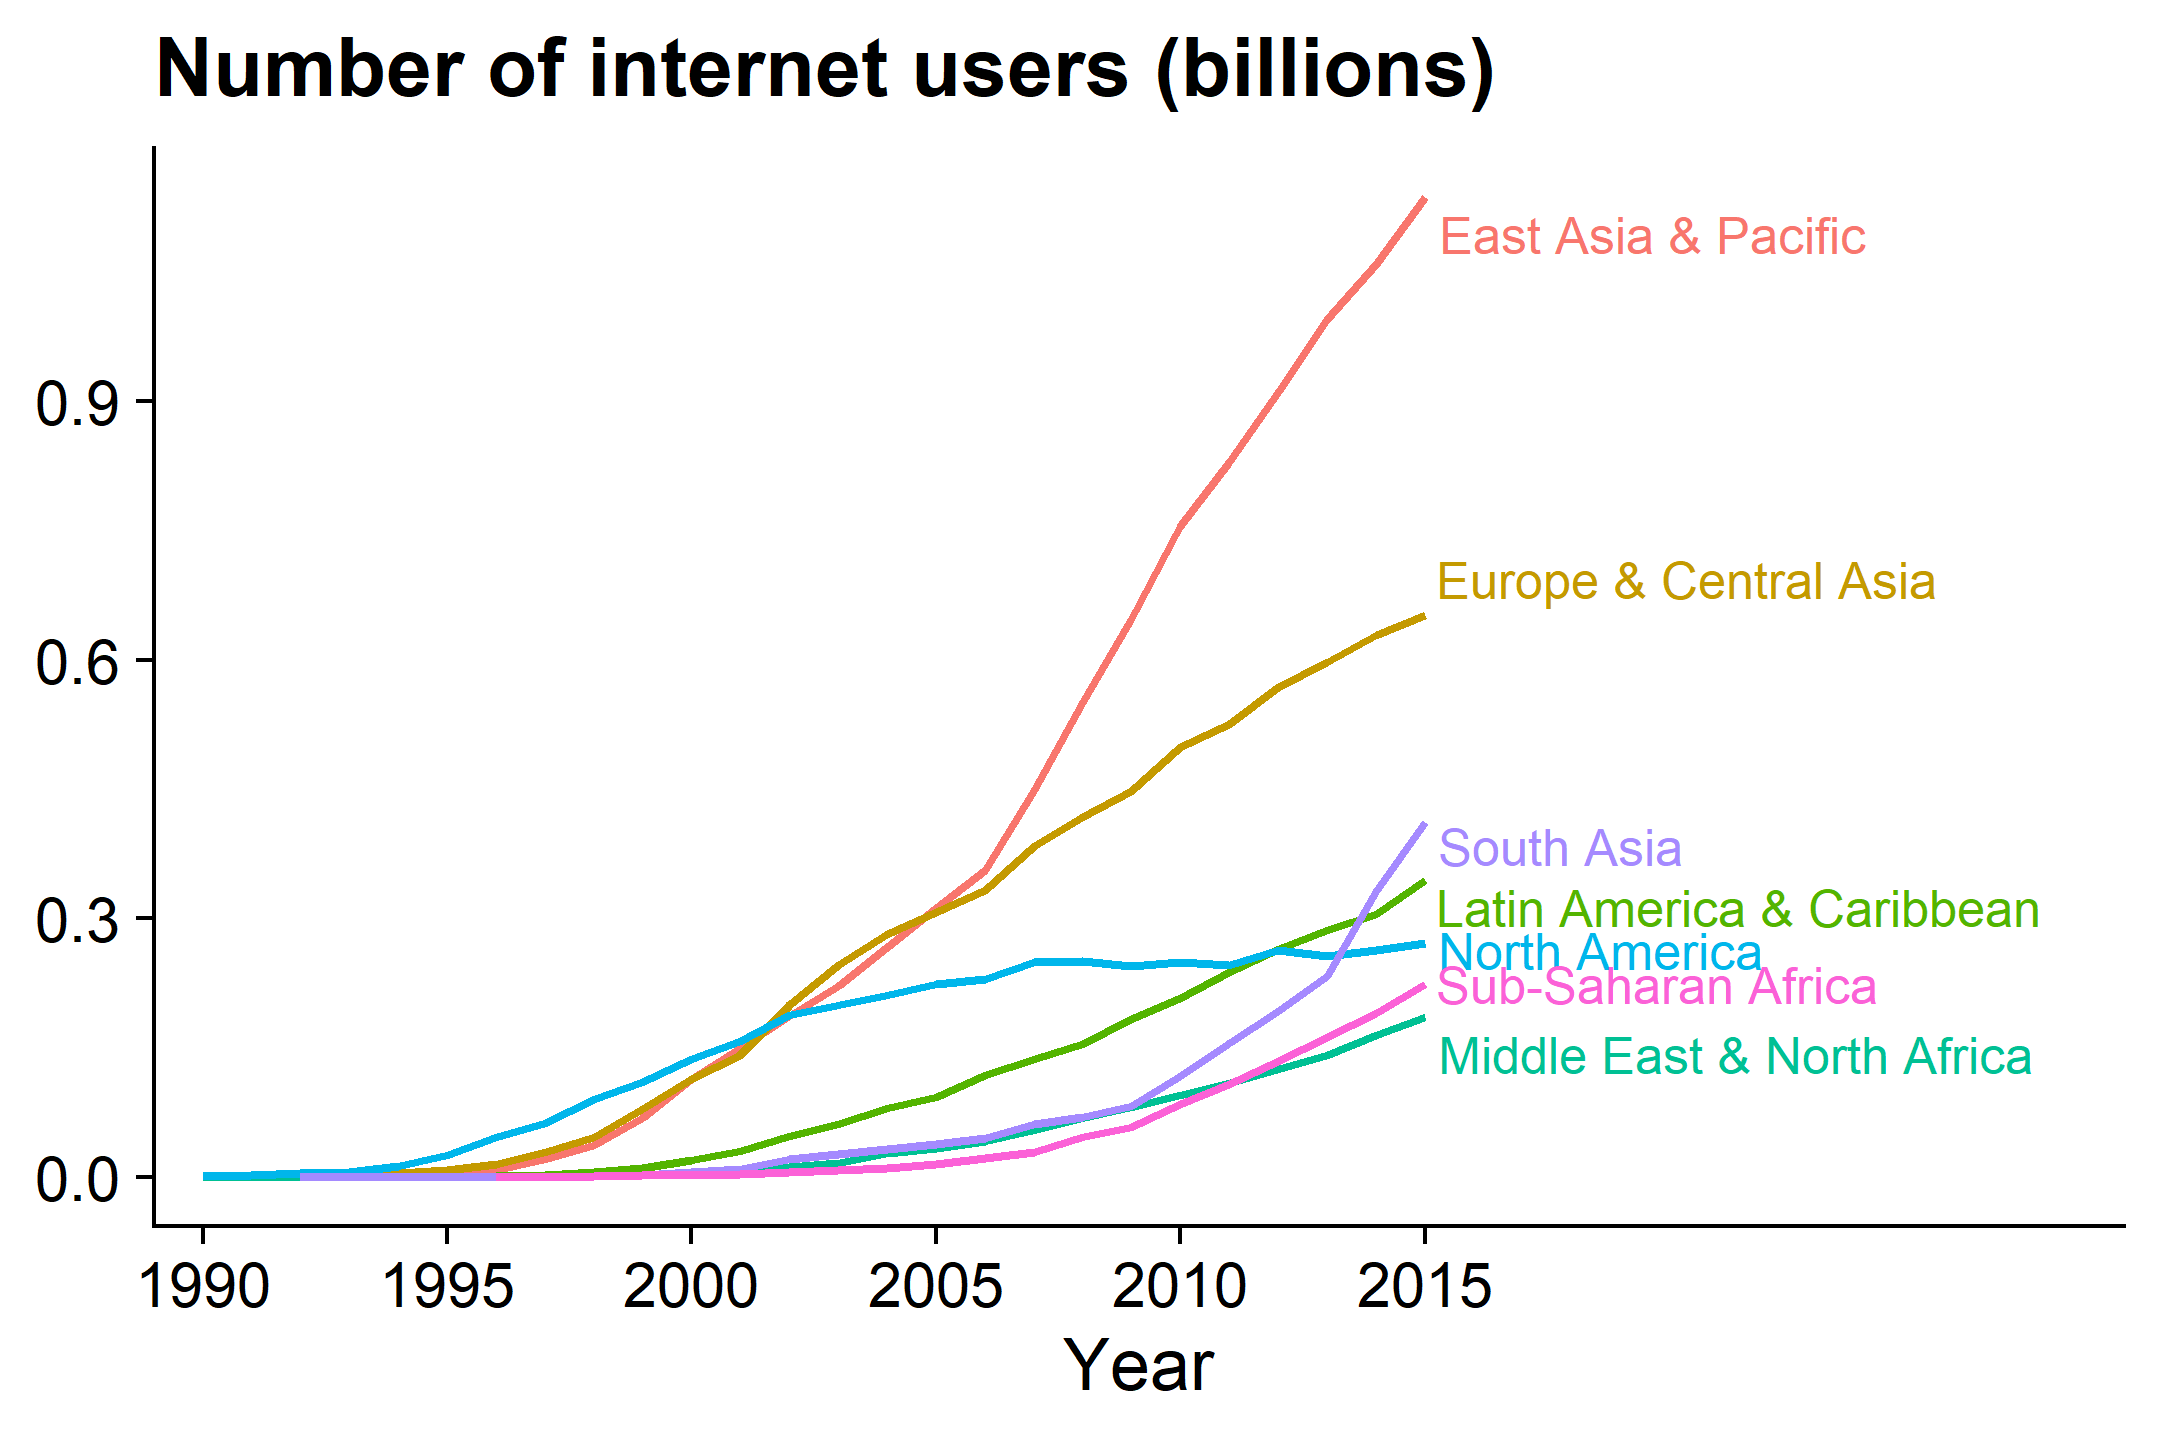 Number of internet users (billions)
East Asia & Pacific
0.9
Europe & Central Asia
0.6
South Asia
Latin America & Caribbean
0.3
North America
Sub-Saharan Africa
Middle East & North Africa
0.0
1990 1995 2000 2005 2010 2015
Year